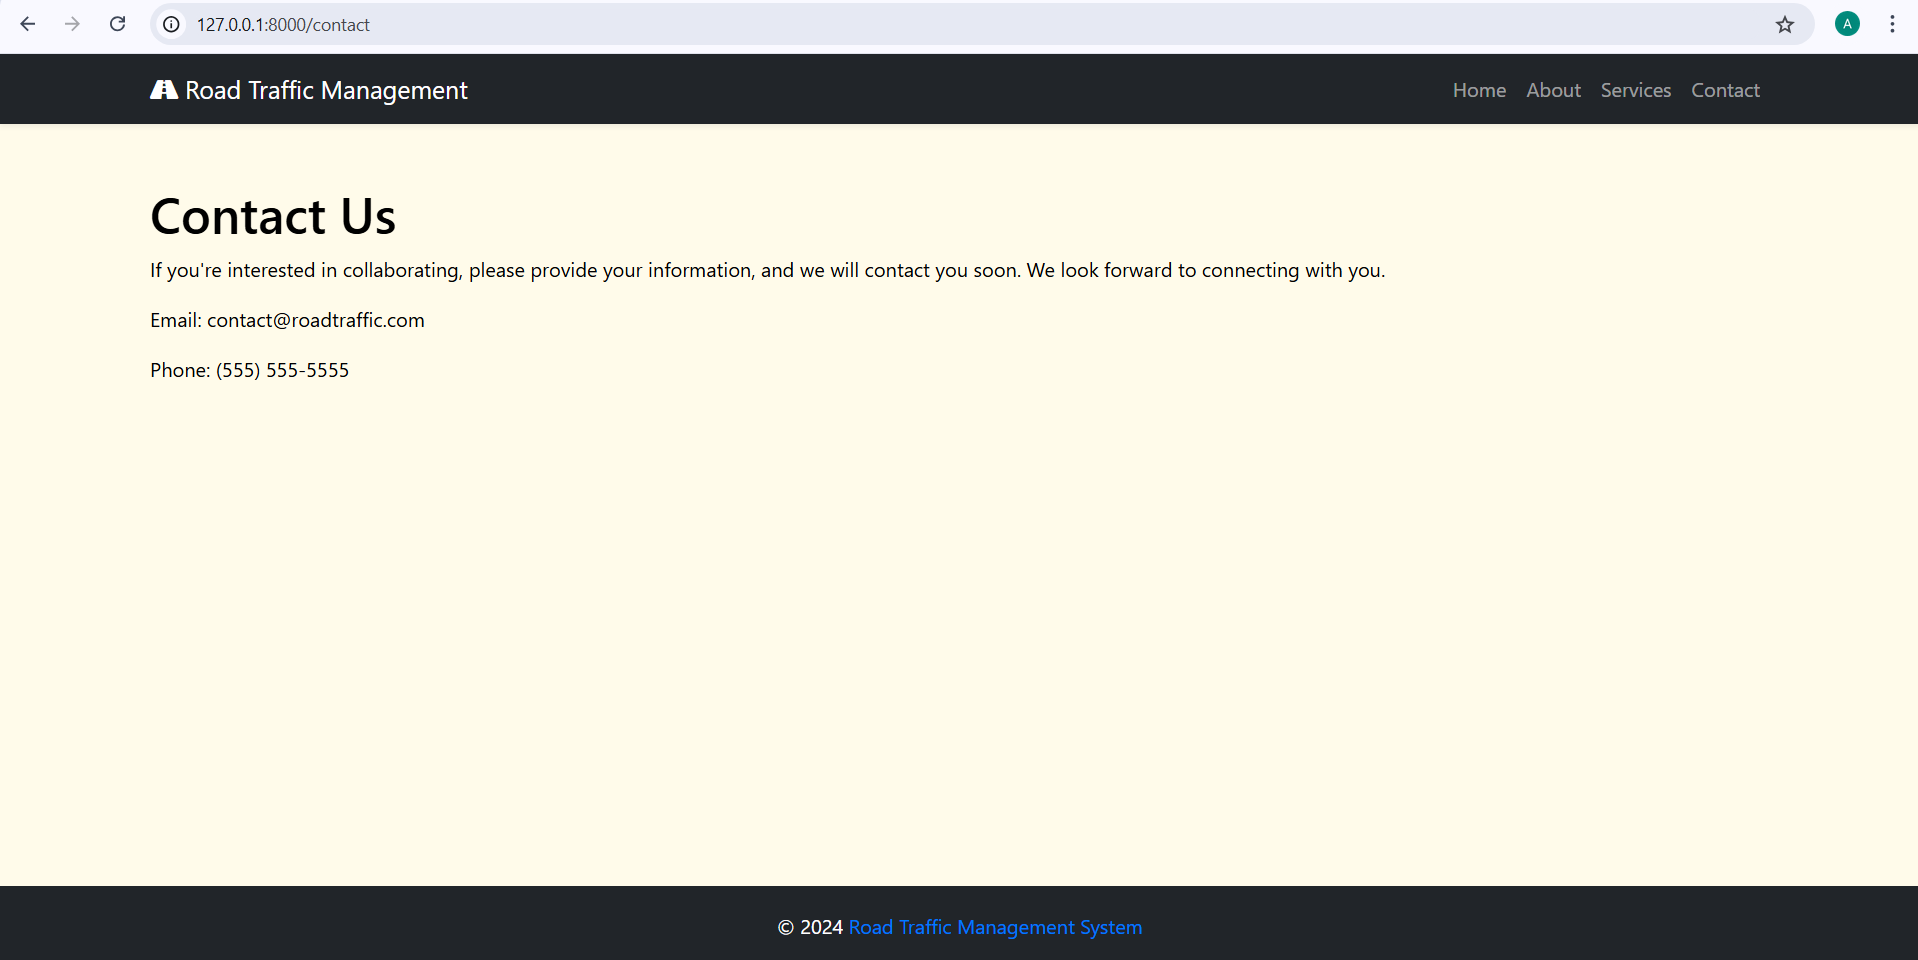 127.0.0.1:8000/contact
A
Road Traffic Management
Home About Services Contact
Contact Us
If you're interested in collaborating, please provide your information, and we will contact you soon. We look forward to connecting with you.
Email: contact@roadtraffic.com
Phone: (555) 555-5555
© 2024 Road Traffic Management System